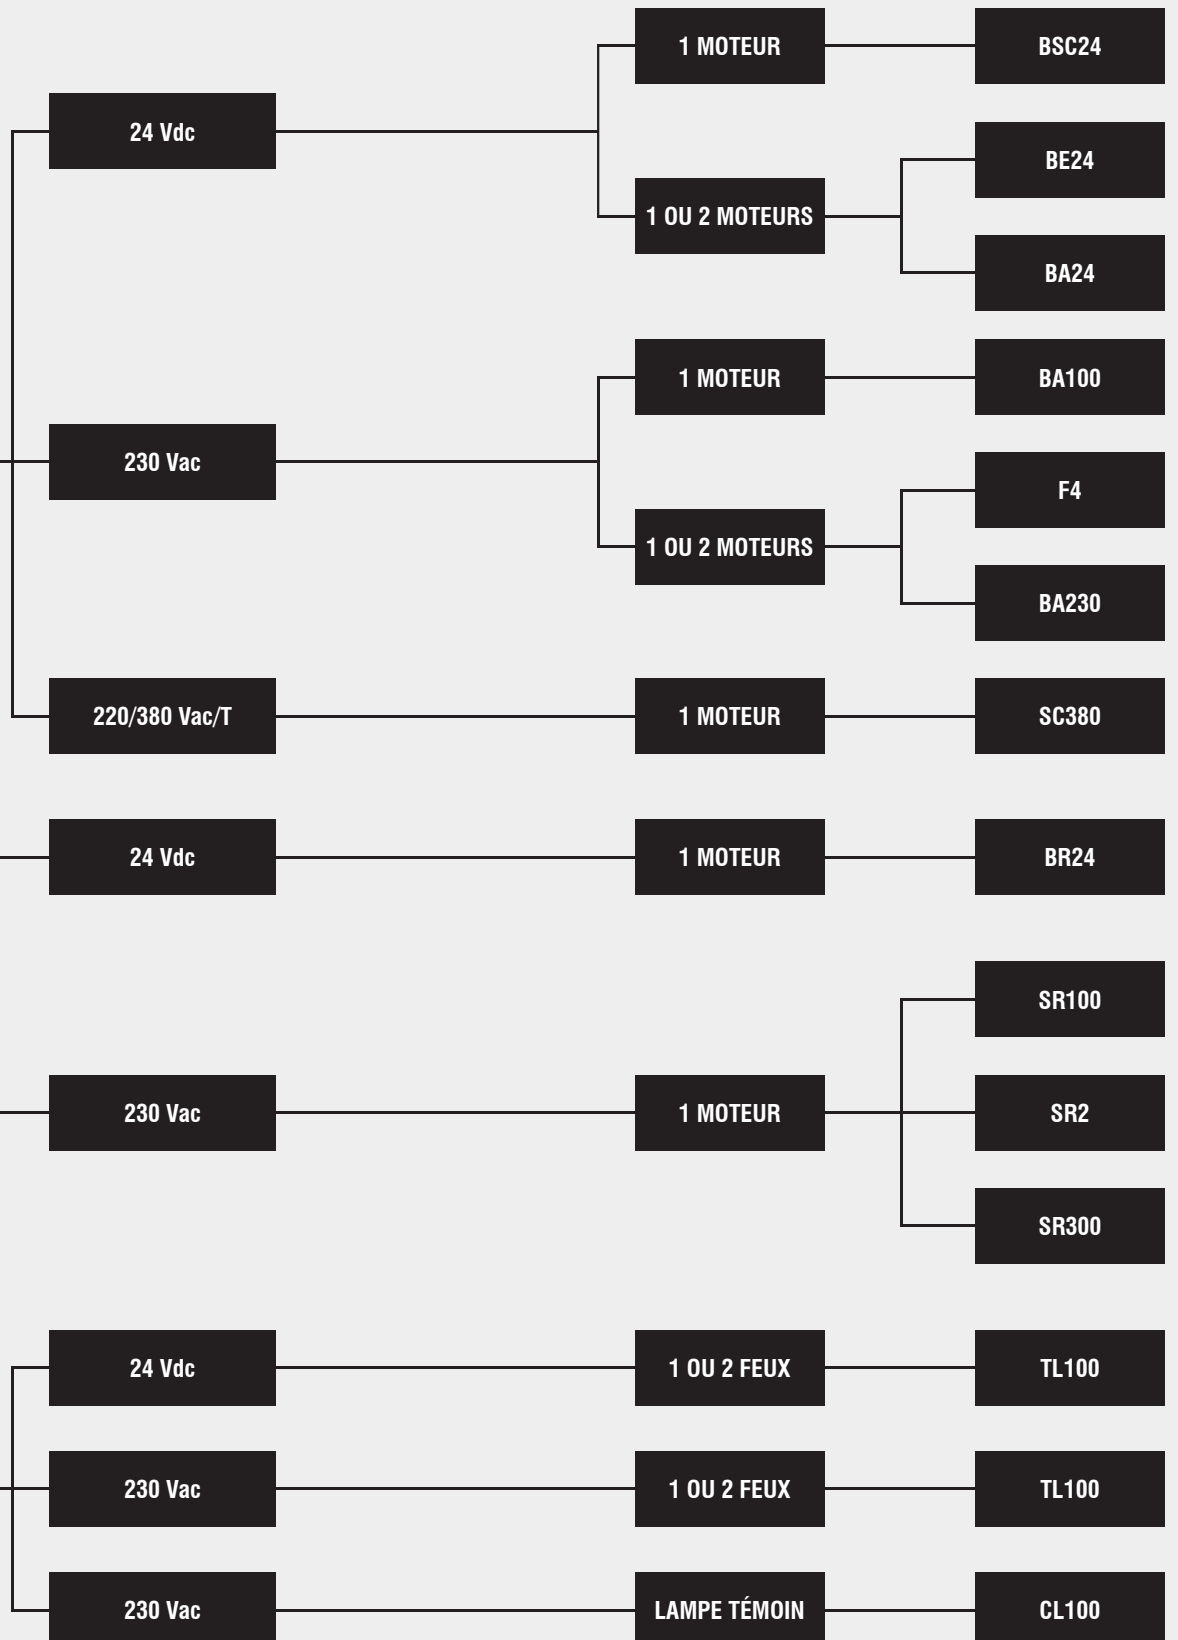 1 MOTEUR
BSC24
24 Vdc
BE24
1 OU 2 MOTEURS
BA24
1 MOTEUR
BA100
230 Vac
F4
1 OU 2 MOTEURS
BA230
220/380 Vac/T
1 MOTEUR
SC380
24 Vdc
1 MOTEUR
BR24
SR100
230 Vac
1 MOTEUR
SR2
SR300
24 Vdc
1 OU 2 FEUX
TL100
230 Vac
1 OU 2 FEUX
TL100
230 Vac
LAMPE TÉMOIN
CL100